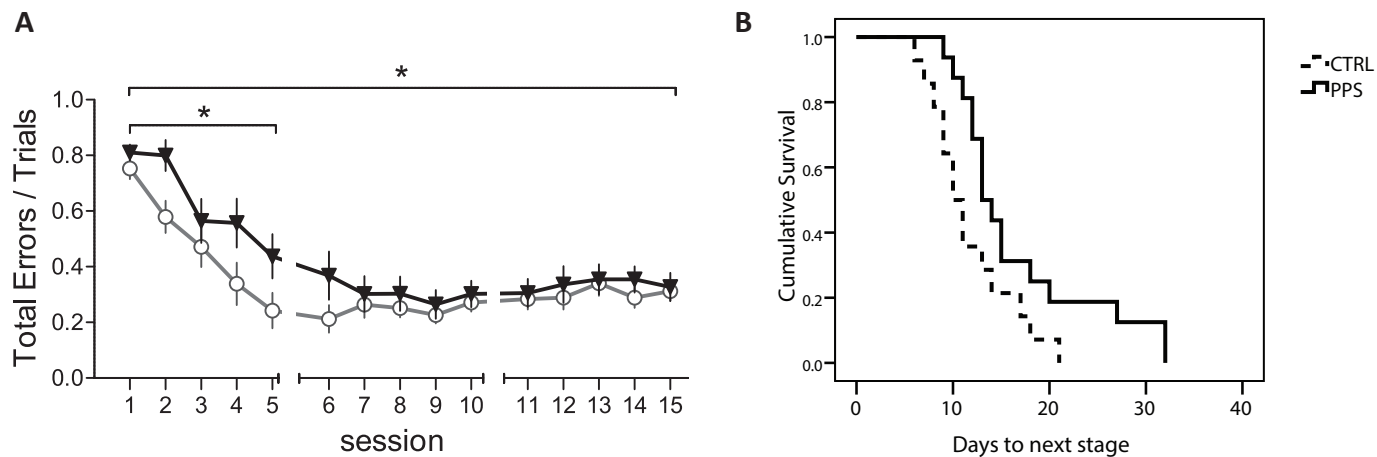 A
*
*
Total Errors / Trials
1.0
0.8
0.6
0.4
0.2
0.0
1 2 3 4 5 6 7 8 9 10 11 12 13 14 15
session
B
Cumulative Survival
1.0
0.8
0.6
0.4
0.2
0.0
0 10 20 30 40
Days to next stage
CTRL
PPS